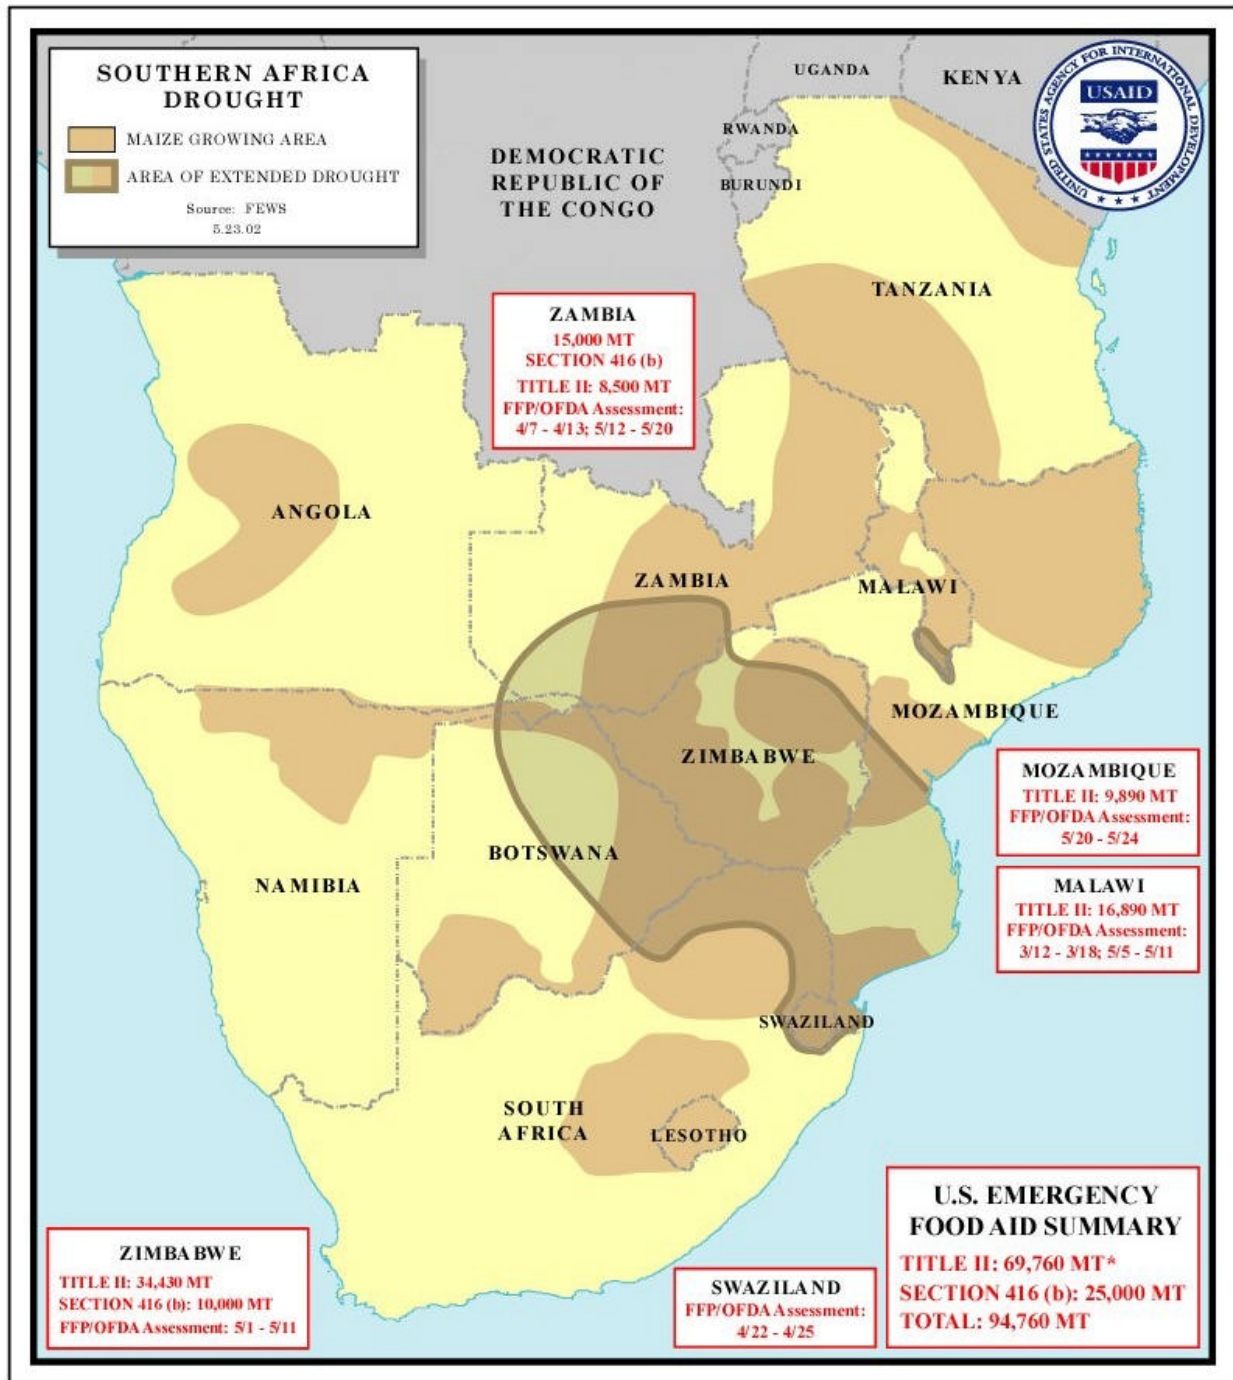 SOUTHERN AFRICA
DROUGHT
MAIZE GROWING AREA
AREA OF EXTENDED DROUGHT
Source: FEWS
5.23.02
UGANDA
KENYA
RWANDA
BURUNDI
DEMOCRATIC
REPUBLIC OF
THE CONGO
UNITED STATES AGENCY FOR INTERNATIONAL DEVELOPMENT
USAID
TANZANIA
ZAMBIA
15,000 MT
SECTION 416 (b)
TITLE II: 8,500 MT
FFP/OFDA Assessment:
4/7 - 4/13; 5/12 - 5/20
ANGOLA
ZAMBIA
MALAWI
MOZAMBIQUE
ZIMBABWE
BOTSWANA
NAMIBIA
MOZAMBIQUE
TITLE II: 9,890 MT
FFP/OFDA Assessment:
5/20 - 5/24
MALAWI
TITLE II: 16,890 MT
FFP/OFDA Assessment:
3/12 - 3/18; 5/5 - 5/11
SWAZILAND
SOUTH
AFRICA
LESOTHO
ZIMBABWE
TITLE II: 34,430 MT
SECTION 416 (b): 10,000 MT
FFP/OFDA Assessment: 5/1 - 5/11
SWAZILAND
FFP/OFDA Assessment:
4/22 - 4/25
U.S. EMERGENCY
FOOD AID SUMMARY
TITLE II: 69,760 MT*
SECTION 416 (b): 25,000 MT
TOTAL: 94,760 MT